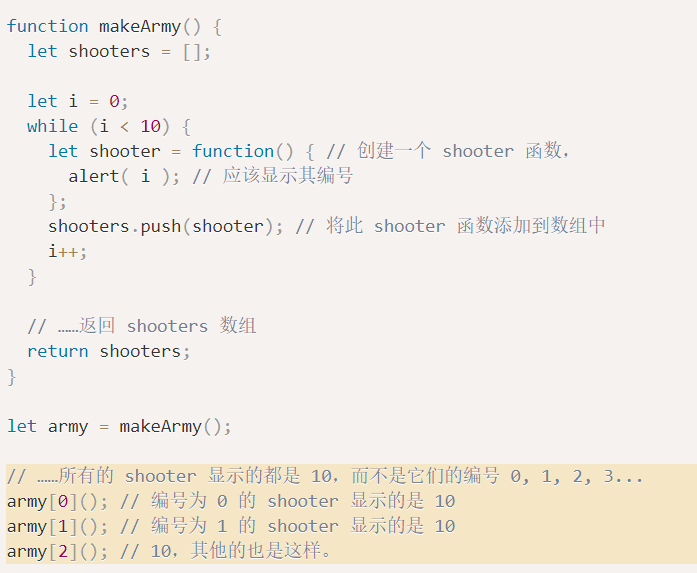 function makeArmy() {
  let shooters = [];

  let i = 0;
  while (i < 10) {
    let shooter = function() { // 创建一个 shooter 函数，
      alert( i ); // 应该显示其编号
    };
    shooters.push(shooter); // 将此 shooter 函数添加到数组中
    i++;
  }

  // ……返回 shooters 数组
  return shooters;
}

let army = makeArmy();

// ……所有的 shooter 显示的都是 10，而不是它们的编号 0, 1, 2, 3...
army[0](); // 编号为 0 的 shooter 显示的是 10
army[1](); // 编号为 1 的 shooter 显示的是 10
army[2](); // 10，其他的也是这样。